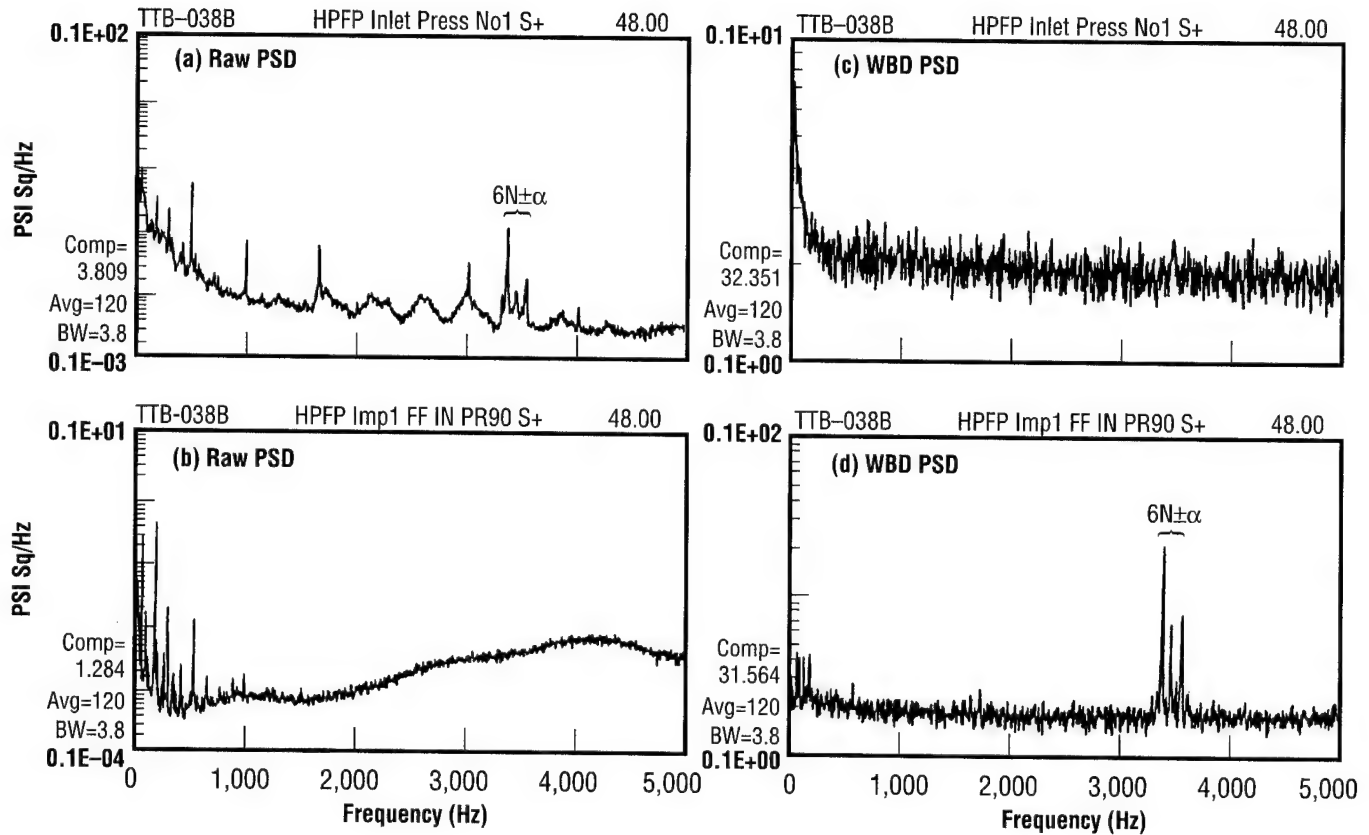 TTB–038B HPFP Inlet Press No1 S+ 48.00
0.1E+02
(a) Raw PSD
PSI Sq/Hz
6N±α
Comp=
3.809
Avg=120
BW=3.8
0.1E–03
TTB–038B HPFP Inlet Press No1 S+ 48.00
0.1E+01
(c) WBD PSD
Comp=
32.351
Avg=120
BW=3.8
0.1E+00
TTB-038B HPFP Imp1 FF IN PR90 S+ 48.00
0.1E+01
(b) Raw PSD
PSI Sq/Hz
Comp=
1.284
Avg=120
BW=3.8
0.1E–04
0 1,000 2,000 3,000 4,000 5,000
Frequency (Hz)
TTB–038B HPFP Imp1 FF IN PR90 S+ 48.00
0.1E+02
(d) WBD PSD
6N±α
Comp=
31.564
Avg=120
BW=3.8
0.1E+00
0 1,000 2,000 3,000 4,000 5,000
Frequency (Hz)